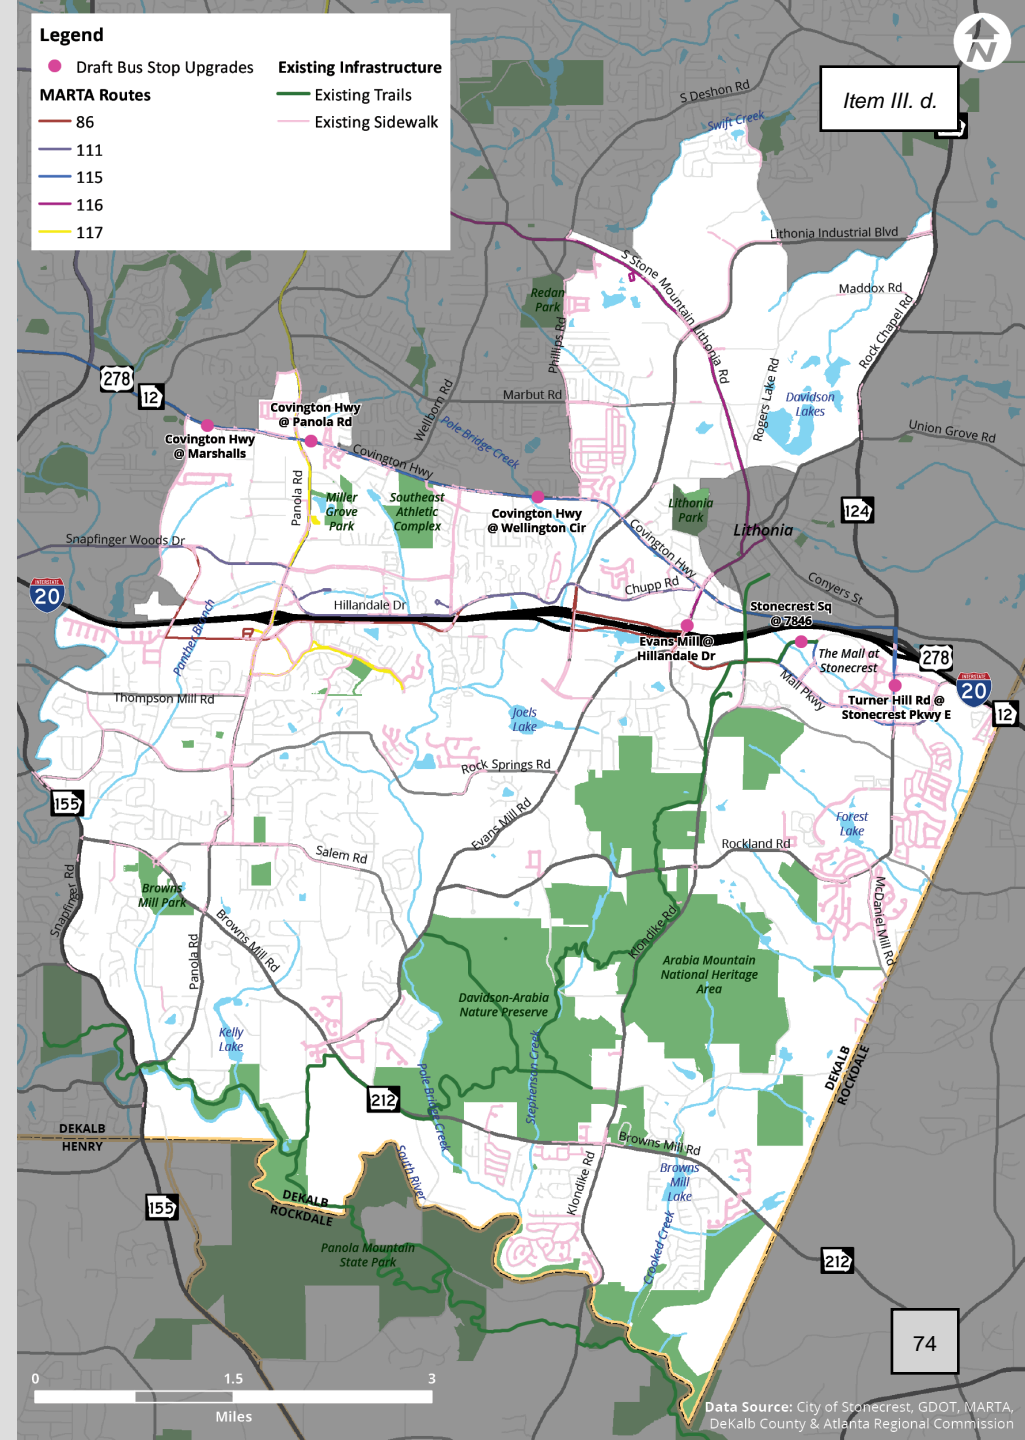 Legend
Draft Bus Stop Upgrades
Existing Infrastructure
MARTA Routes
Existing Trails
86
Existing Sidewalk
111
115
116
117
N
Item III. d.
S Deshon Rd
Swift Creek
Lithonia Industrial Blvd
S Stone Mountain Lithonia Rd
Maddox Rd
Redan
Park
Phillips Rd
Rock Chapel Rd
Rogers Lake Rd
278
12
Marbut Rd
Wellborn Rd
Davidson
Lakes
Covington Hwy
@ Panola Rd
Pole Bridge Creek
Union Grove Rd
Covington Hwy
@ Marshalls
Covington Hwy
Panola Rd
Miller
Grove
Park
Southeast
Athletic
Complex
Covington Hwy
@ Wellington Cir
Lithonia
Park
124
Lithonia
Covington Hwy
Snapfinger Woods Dr
INTERSTATE
20
Chupp Rd
Conyers St
Hillandale Dr
Stonecrest Sq
@ 7846
Panther Branch
Evans Mill @
Hillandale Dr
The Mall at
Stonecrest
278
INTERSTATE
20
Mall Pkwy
Thompson Mill Rd
Turner Hill Rd @
Stonecrest Pkwy E
12
Joels
Lake
Rock Springs Rd
155
Evans Mill Rd
Forest
Lake
Rockland Rd
Salem Rd
Snapfinger Rd
Browns
Mill Park
McDaniel Mill Rd
Browns Mill Rd
Panola Rd
Klondike Rd
Arabia Mountain
National Heritage
Area
Davidson-Arabia
Nature Preserve
Kelly
Lake
Stephenson Creek
Pole Bridge Creek
DEKALB
ROCKDALE
212
DEKALB
HENRY
Browns Mill Rd
South River
Klondike Rd
Browns
Mill
Lake
155
DEKALB
ROCKDALE
Crooked Creek
Panola Mountain
State Park
212
74
0 1.5 3
Miles
Data Source: City of Stonecrest, GDOT, MARTA,
DeKalb County & Atlanta Regional Commission